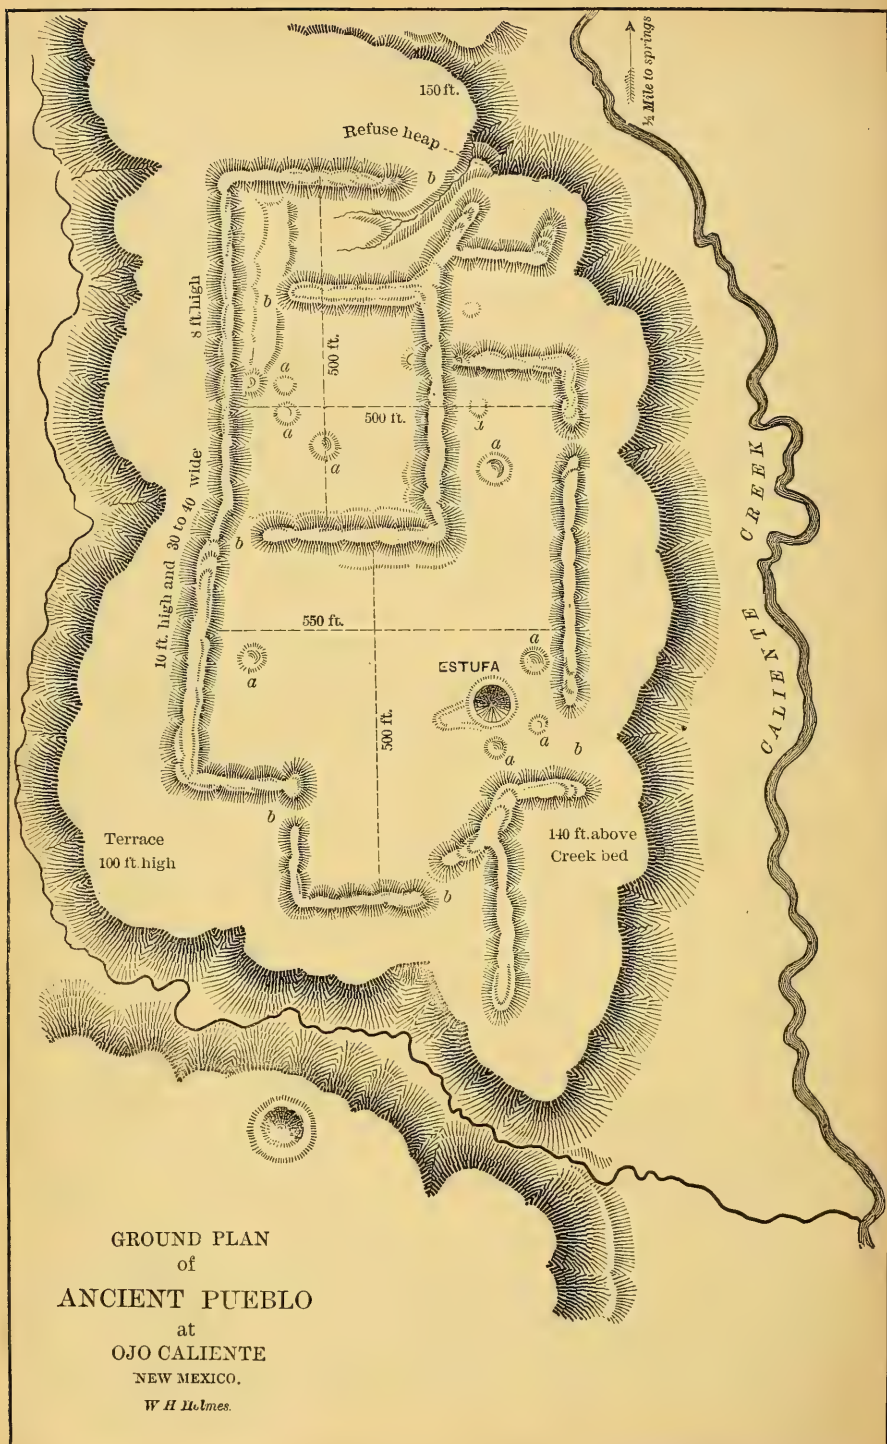 150 ft.
½ Mile to springs
Refuse heap
b
8 ft. high
b
500 ft.
a
500 ft.
a
a
a
10 ft. high and 30 to 40 wide
b
550 ft.
a
a
ESTUFA
500 ft.
a
a
b
b
Terrace
100 ft. high
140 ft. above
Creek bed
b
CALIENTE CREEK
GROUND PLAN
of
ANCIENT PUEBLO
at
OJO CALIENTE
NEW MEXICO.
W H Holmes.